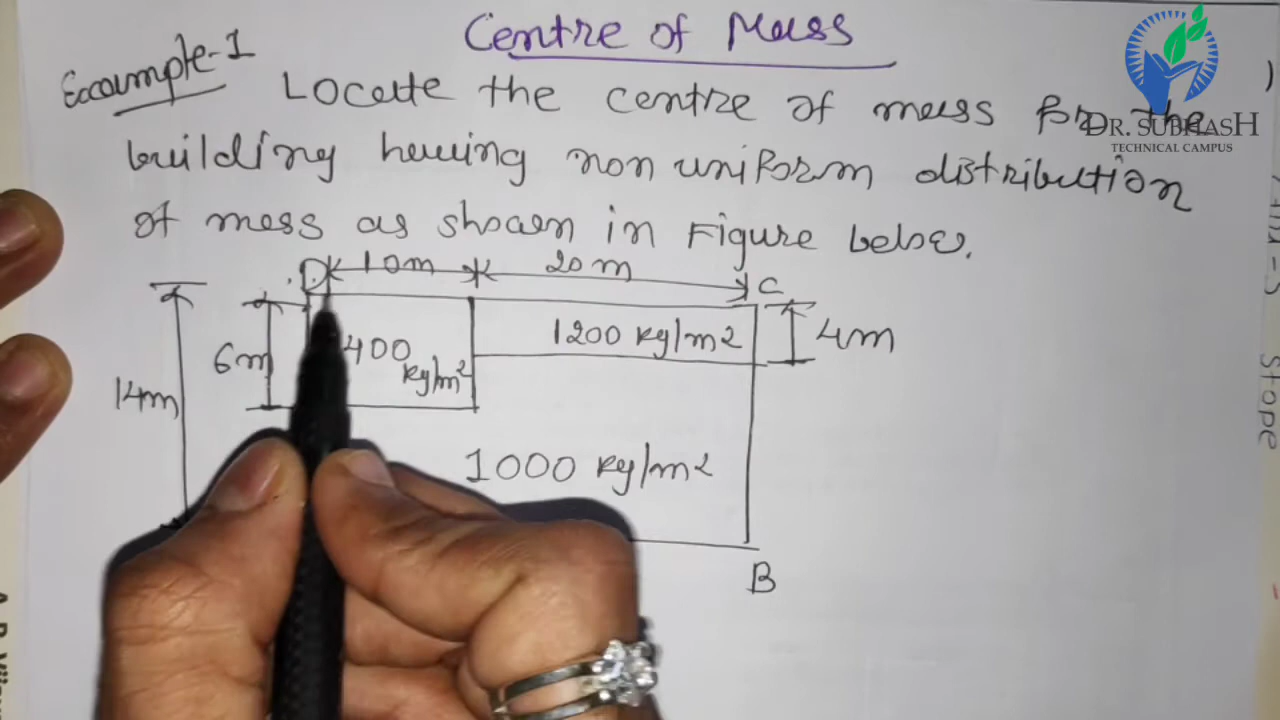 Centre of Mass
Example-1
Locate the centre of mass for the
building having non uniform distribution
of mass as shown in Figure below.
DR. SUBHASH
TECHNICAL CAMPUS
D 10m 20m C
6m 400 kg/m² 1200 kg/m2 4m
14m
1000 kg/m2
B
Stope